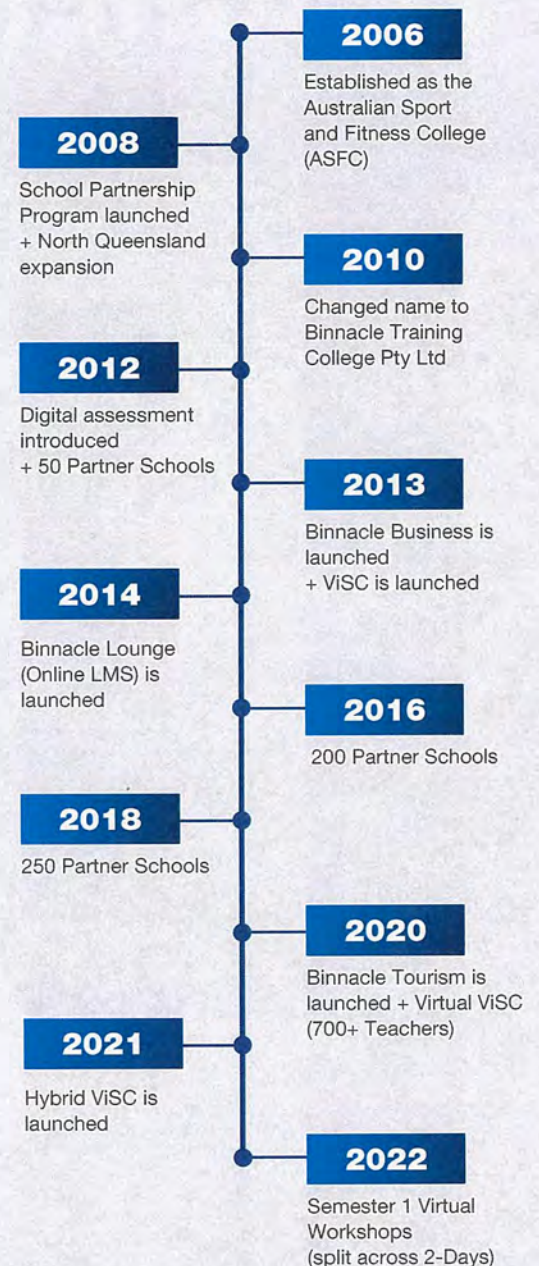 2006
Established as the
Australian Sport
and Fitness College
(ASFC)
2008
School Partnership
Program launched
+ North Queensland
expansion
2010
Changed name to
Binnacle Training
College Pty Ltd
2012
Digital assessment
introduced
+ 50 Partner Schools
2013
Binnacle Business is
launched
+ ViSC is launched
2014
Binnacle Lounge
(Online LMS) is
launched
2016
200 Partner Schools
2018
250 Partner Schools
2020
Binnacle Tourism is
launched + Virtual ViSC
(700+ Teachers)
2021
Hybrid ViSC is
launched
2022
Semester 1 Virtual
Workshops
(split across 2-Days)